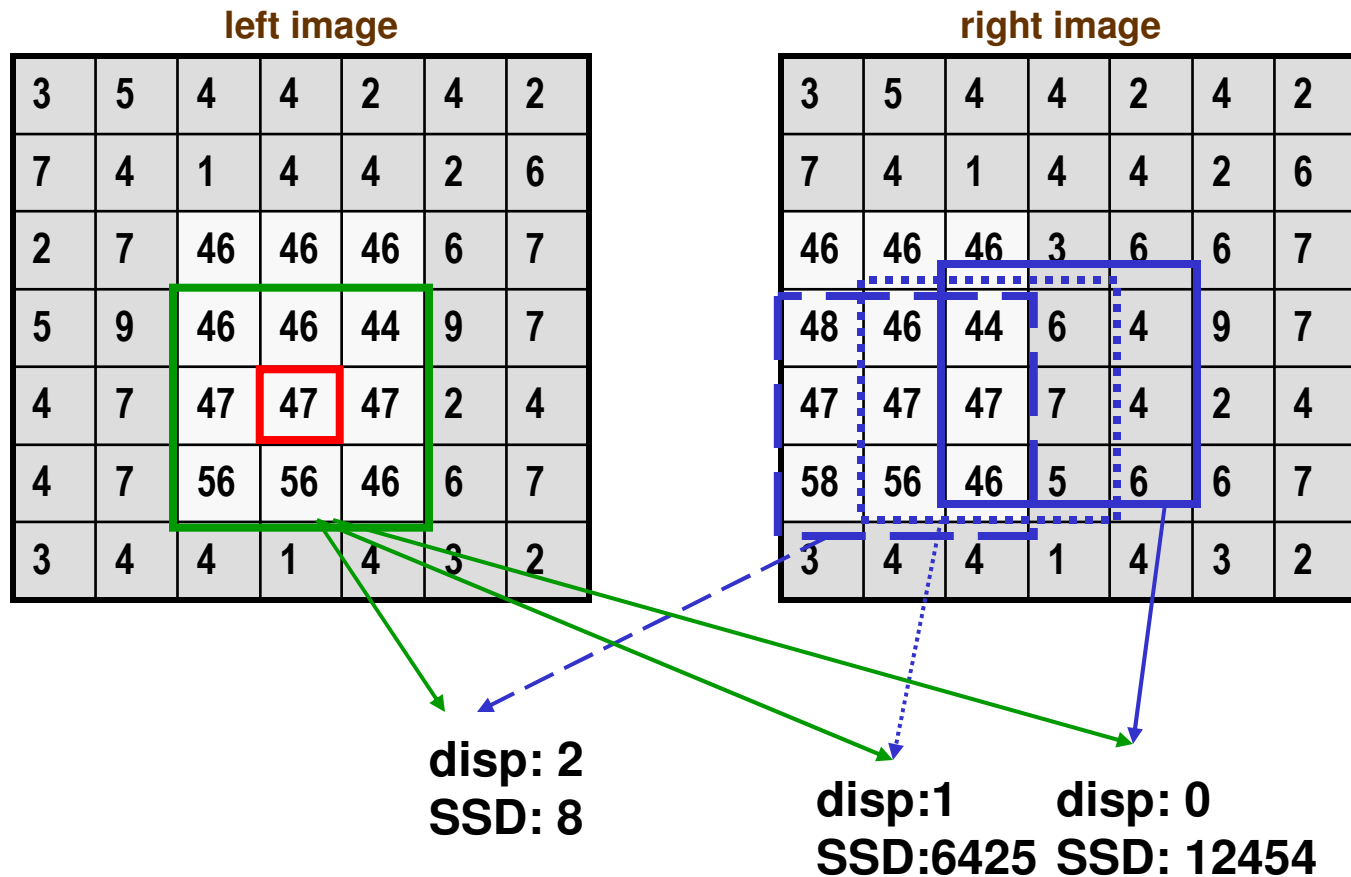 left image
right image
3 5 4 4 2 4 2
7 4 1 4 4 2 6
2 7 46 46 46 6 7
5 9 46 46 44 9 7
4 7 47 47 47 2 4
4 7 56 56 46 6 7
3 4 4 1 4 3 2
3 5 4 4 2 4 2
7 4 1 4 4 2 6
46 46 46 3 6 6 7
48 46 44 6 4 9 7
47 47 47 7 4 2 4
58 56 46 5 6 6 7
3 4 4 1 4 3 2
disp: 2
SSD: 8
disp:1
SSD:6425
disp: 0
SSD: 12454